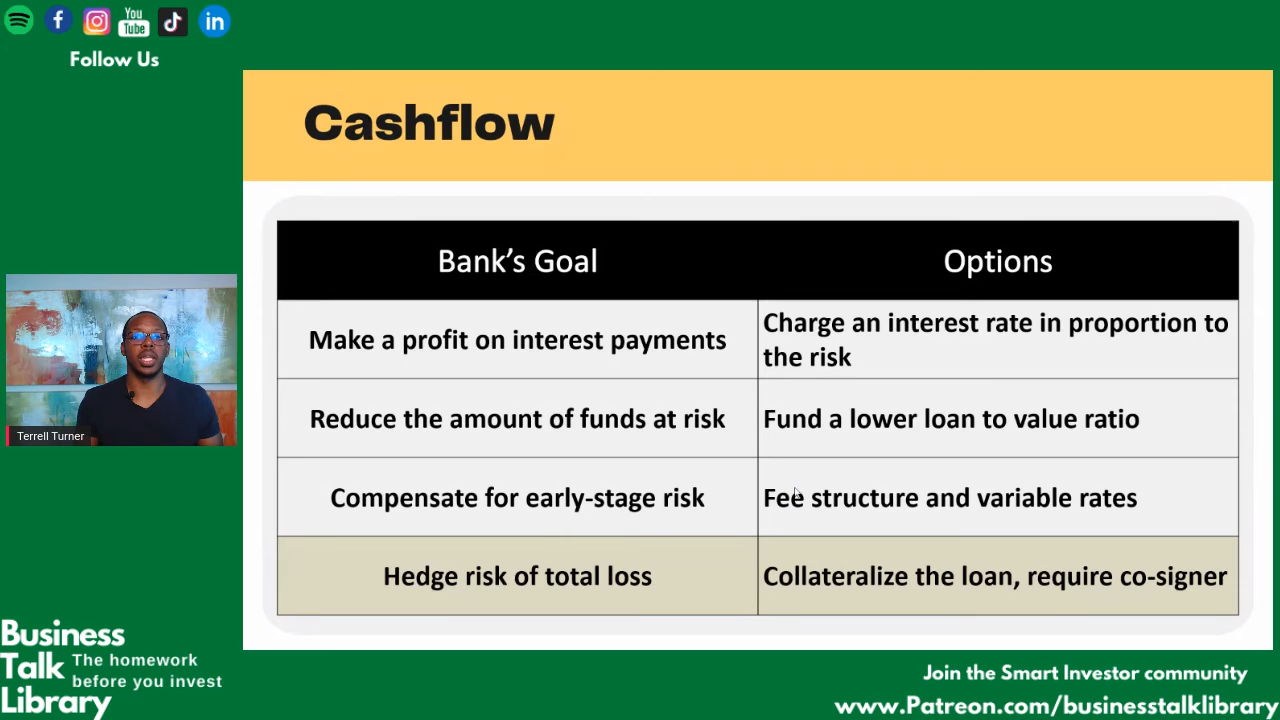 You
Tube
in
Follow Us
Cashflow
Bank's Goal
Options
Make a profit on interest payments
Charge an interest rate in proportion to
the risk
Reduce the amount of funds at risk
Fund a lower loan to value ratio
Compensate for early-stage risk
Fee structure and variable rates
Hedge risk of total loss
Collateralize the loan, require co-signer
Terrell Turner
Business
Talk
Library
The homework
before you invest
Join the Smart Investor community
www.Patreon.com/businesstalklibrary